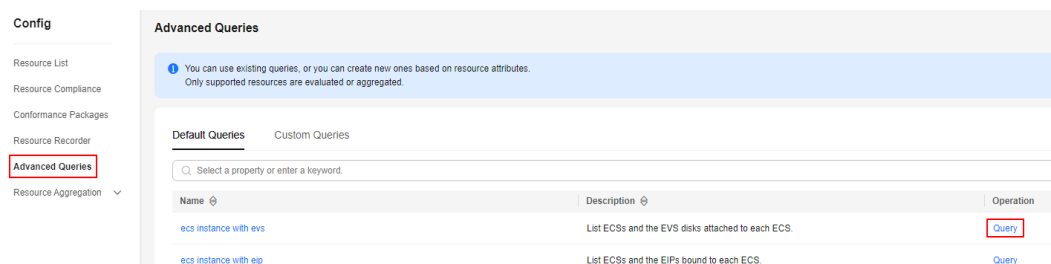 Config
Resource List
Resource Compliance
Conformance Packages
Resource Recorder
Advanced Queries
Resource Aggregation
Advanced Queries
You can use existing queries, or you can create new ones based on resource attributes.
Only supported resources are evaluated or aggregated.
Default Queries Custom Queries
Select a property or enter a keyword.
Name Description Operation
ecs instance with evs List ECSs and the EVS disks attached to each ECS. Query
ecs instance with eip List ECSs and the EIPs bound to each ECS. Query